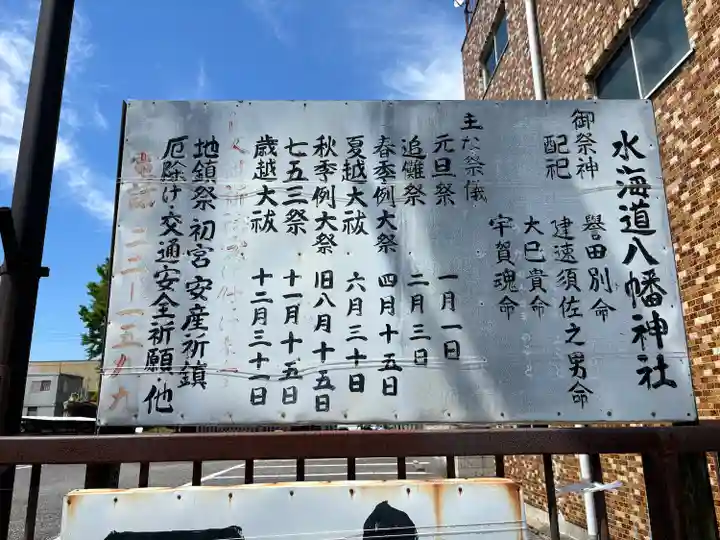 水海道八幡神社
御祭神 誉田別命
配祀 建速須佐之男命
大巳貴命
宇賀魂命
主な祭儀
元旦祭 一月一日
追儺祭 二月三日
春季例大祭 四月十五日
夏越大祓 六月三十日
秋季例大祭 旧八月十五日
七五三祭 十一月十五日
歳越大祓 十二月三十一日
地鎮祭 初宮 安産祈鎮
厄除け 交通安全祈願・他